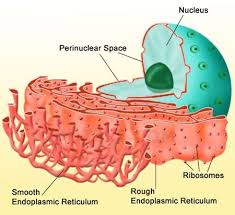 Nucleus
Perinuclear Space
Ribosomes
Smooth
Endoplasmic Reticulum
Rough
Endoplasmic Reticulum